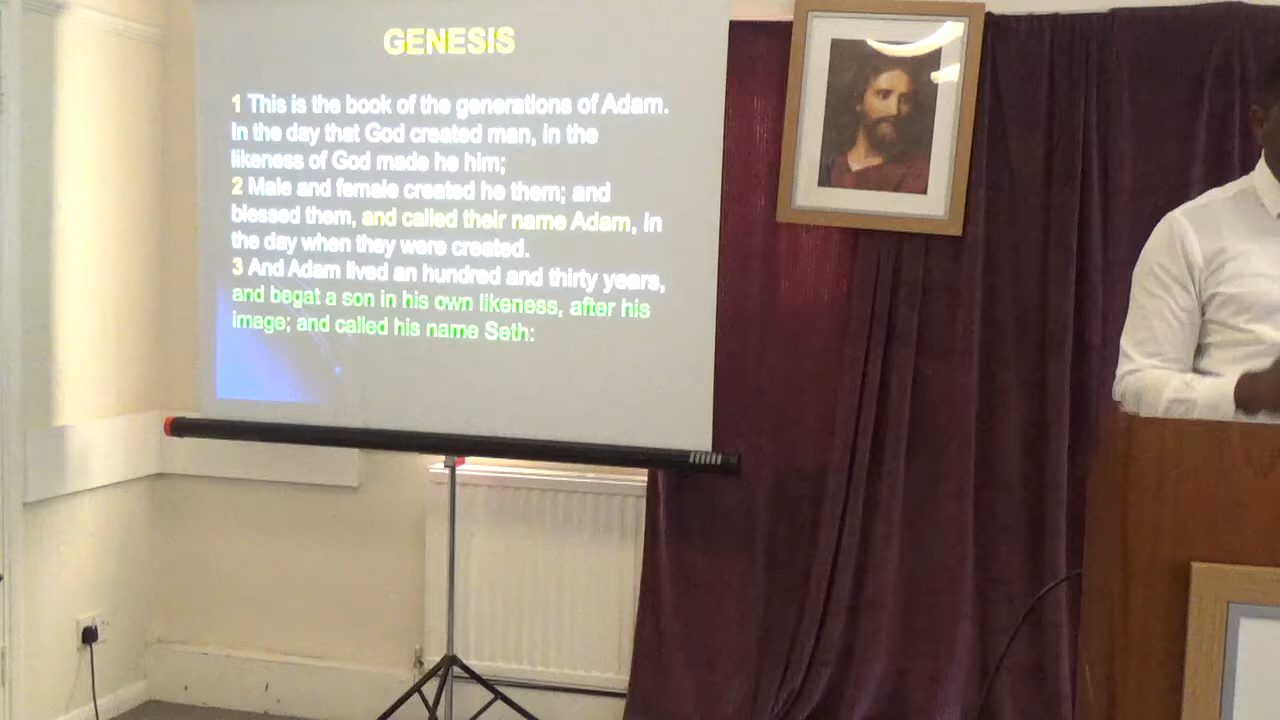 GENESIS
1 This is the book of the generations of Adam.
In the day that God created man, in the
likeness of God made he him;
2 Male and female created he them; and
blessed them, and called their name Adam, in
the day when they were created.
3 And Adam lived an hundred and thirty years,
and begat a son in his own likeness, after his
image; and called his name Seth: